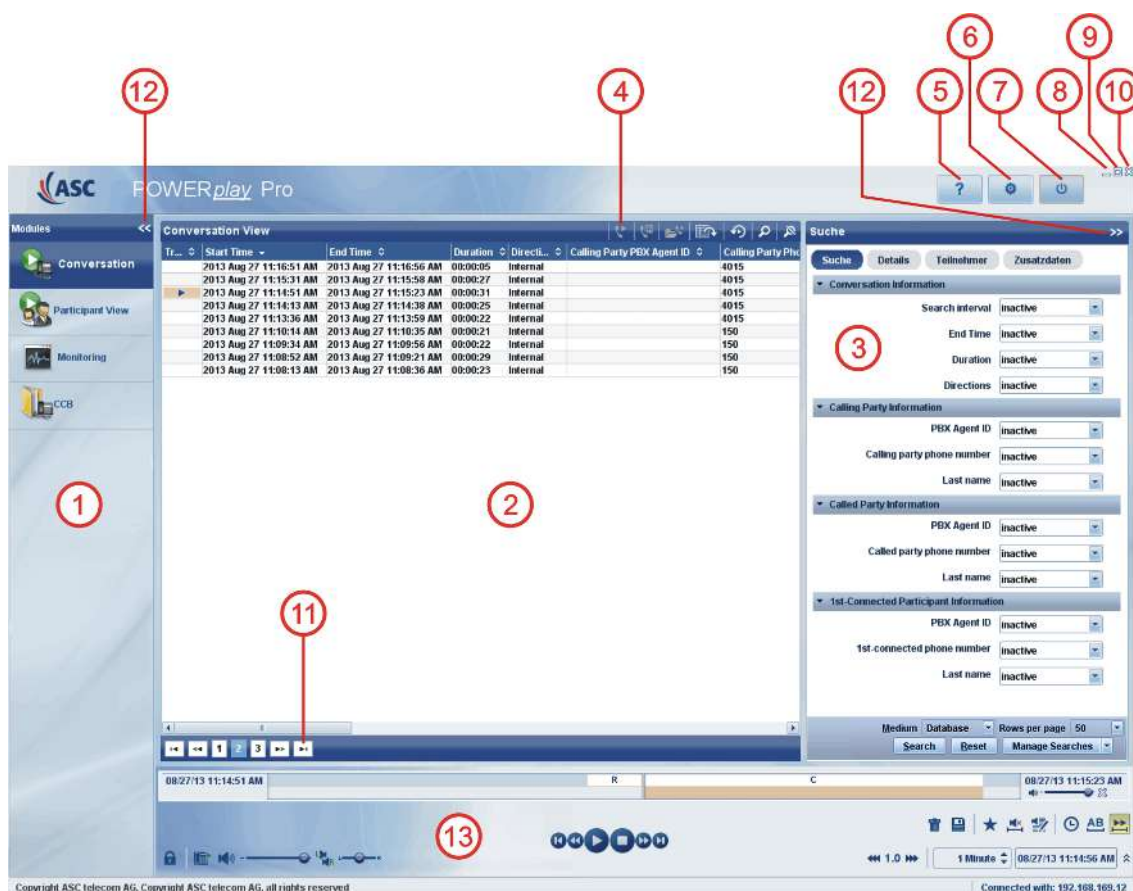 6
9
12
4
12
5
7
8
10
ASC
POWERplay Pro
?
Modules <<
Conversation View
Suche >>
Tr... Start Time End Time Duration Directi... Calling Party PBX Agent ID Calling Party Pho
2013 Aug 27 11:16:51 AM 2013 Aug 27 11:16:56 AM 00:00:05 Internal 4015
2013 Aug 27 11:15:31 AM 2013 Aug 27 11:15:58 AM 00:00:27 Internal 4015
2013 Aug 27 11:14:51 AM 2013 Aug 27 11:15:23 AM 00:00:31 Internal 4015
2013 Aug 27 11:14:13 AM 2013 Aug 27 11:14:38 AM 00:00:25 Internal 4015
2013 Aug 27 11:13:36 AM 2013 Aug 27 11:13:59 AM 00:00:22 Internal 4015
2013 Aug 27 11:10:14 AM 2013 Aug 27 11:10:35 AM 00:00:21 Internal 150
2013 Aug 27 11:09:34 AM 2013 Aug 27 11:09:56 AM 00:00:22 Internal 150
2013 Aug 27 11:08:52 AM 2013 Aug 27 11:09:21 AM 00:00:29 Internal 150
2013 Aug 27 11:08:13 AM 2013 Aug 27 11:08:36 AM 00:00:23 Internal 150
Conversation
Participant View
Monitoring
CCB
1
2
11
1 2 3
Suche Details Teilnehmer Zusatzdaten
Conversation Information
3
Search interval inactive
End Time inactive
Duration inactive
Directions inactive
Calling Party Information
PBX Agent ID inactive
Calling party phone number inactive
Last name inactive
Called Party Information
PBX Agent ID inactive
Called party phone number inactive
Last name inactive
1st-Connected Participant Information
PBX Agent ID inactive
1st-connected phone number inactive
Last name inactive
Medium Database Rows per page 50
Search Reset Manage Searches
08/27/13 11:14:51 AM R C 08/27/13 11:15:23 AM
13
AB
1.0 1 Minute 08/27/13 11:14:56 AM
Copyright ASC telecom AG, Copyright ASC telecom AG, all rights reserved Connected with: 192.168.169.12